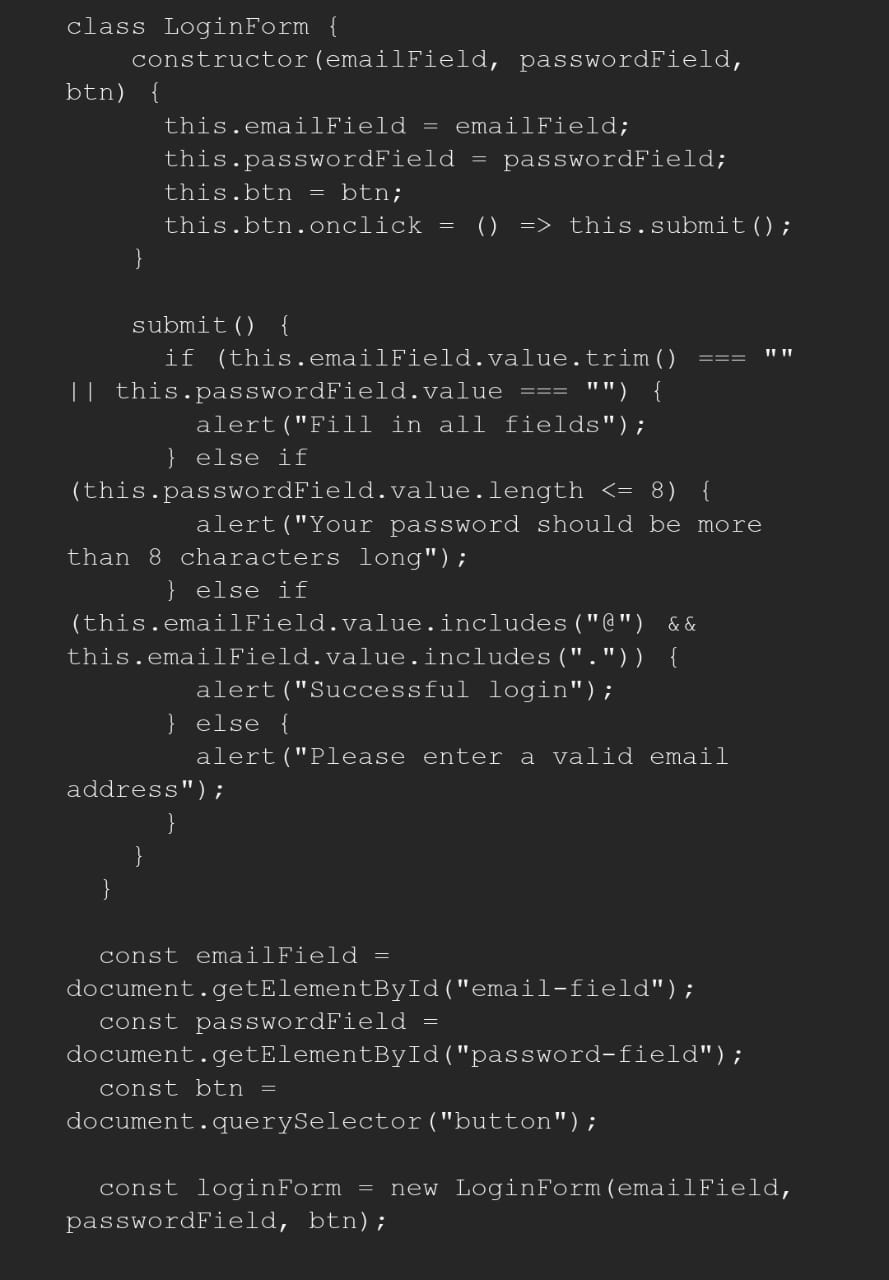 class LoginForm {
    constructor(emailField, passwordField,
btn) {
      this.emailField = emailField;
      this.passwordField = passwordField;
      this.btn = btn;
      this.btn.onclick = () => this.submit();
    }

    submit() {
      if (this.emailField.value.trim() === ""
|| this.passwordField.value === "") {
        alert("Fill in all fields");
      } else if
(this.passwordField.value.length <= 8) {
        alert("Your password should be more
than 8 characters long");
      } else if
(this.emailField.value.includes("@") &&
this.emailField.value.includes(".")) {
        alert("Successful login");
      } else {
        alert("Please enter a valid email
address");
      }
    }
  }

  const emailField =
document.getElementById("email-field");
  const passwordField =
document.getElementById("password-field");
  const btn =
document.querySelector("button");

  const loginForm = new LoginForm(emailField,
passwordField, btn);